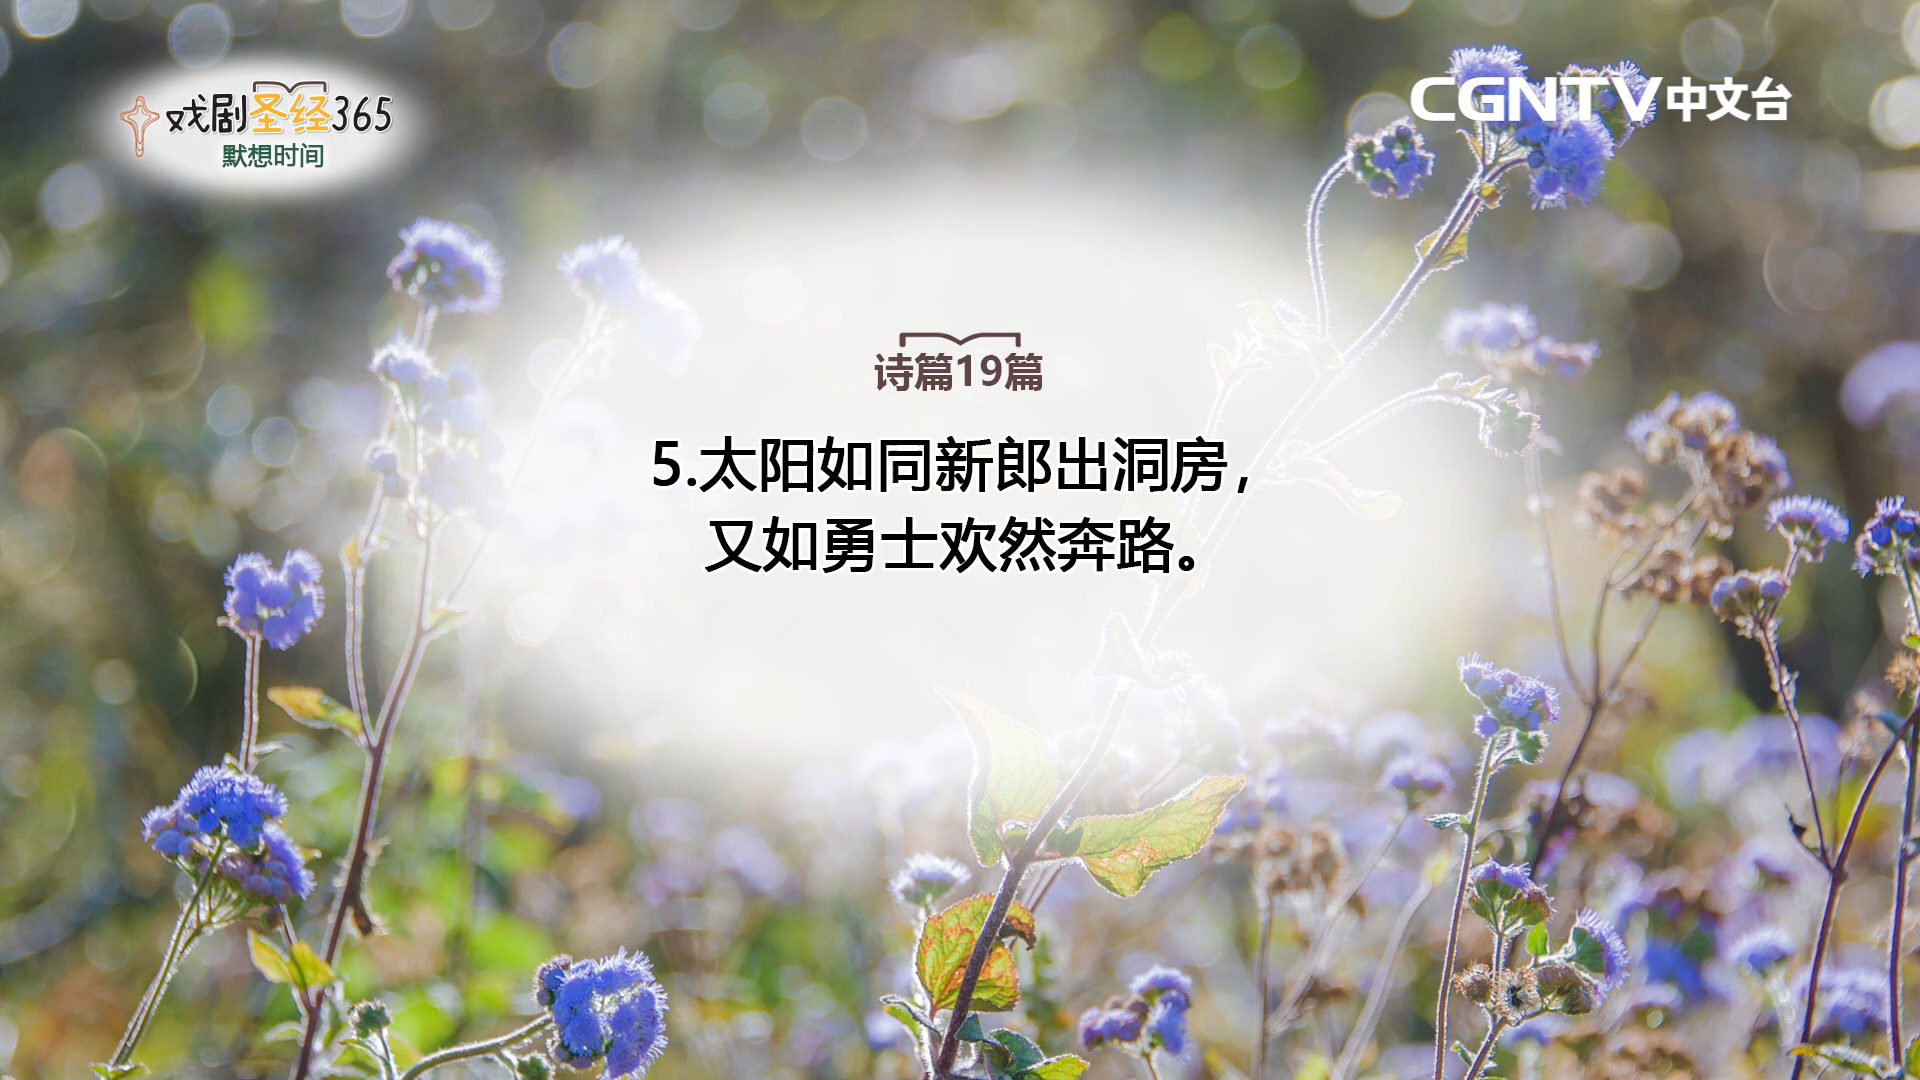 戏剧圣经365
默想时间
CGNTV中文台
诗篇19篇
5.太阳如同新郎出洞房，
又如勇士欢然奔路。